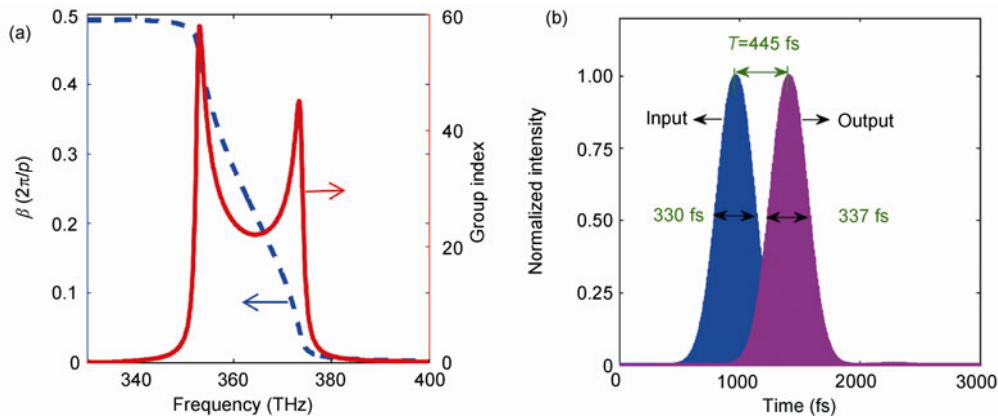 (a)
0.5
0.4
0.3
0.2
0.1
0
β (2π/p)
60
40
20
0
Group index
340
360
380
400
Frequency (THz)
(b)
T=445 fs
1.00
0.75
0.50
0.25
0
Normalized intensity
Input
Output
330 fs
337 fs
0
1000
2000
3000
Time (fs)